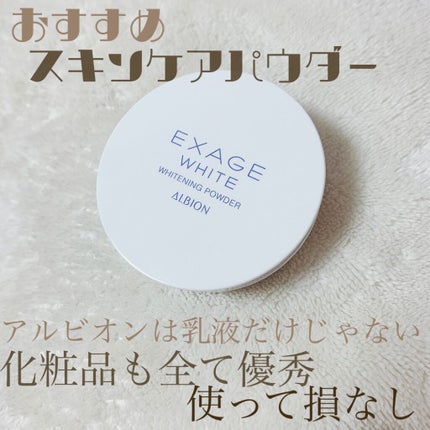 おすすめ
スキンケアパウダー
EXAGE
WHITE
WHITENING POWDER
ALBION
アルビオンは乳液だけじゃない
化粧品も全て優秀
使って損なし